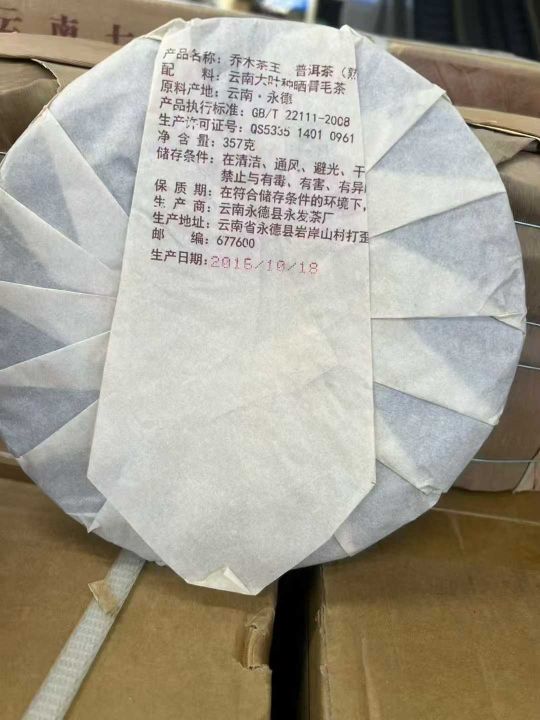 云南七
产品名称：乔木茶王 普洱茶（熟
配 料：云南大叶种晒青毛茶
原料产地：云南·永德
产品执行标准：GB/T 22111-2008
生产许可证号：QS5335 1401 0961
净 含 量：357克
储存条件：在清洁、通风、避光、干
禁止与有毒、有害、有异
保 质 期：在符合储存条件的环境下，
生 产 商：云南永德县永发茶厂
生产地址：云南省永德县岩岸山村打歪
邮 编：677600
生产日期：2016/10/18